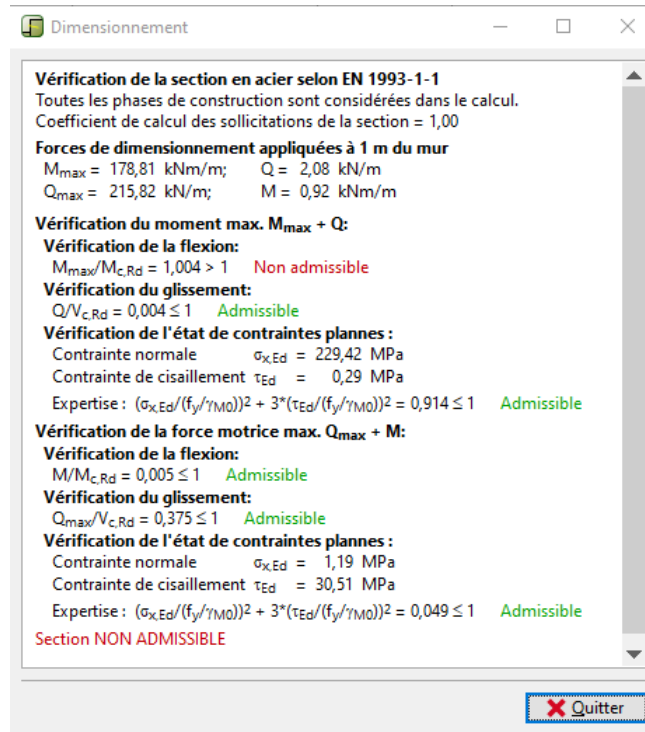 Dimensionnement
Vérification de la section en acier selon EN 1993-1-1
Toutes les phases de construction sont considérées dans le calcul.
Coefficient de calcul des sollicitations de la section = 1,00
Forces de dimensionnement appliquées à 1 m du mur
Mmax = 178,81 kNm/m; Q = 2,08 kN/m
Qmax = 215,82 kN/m; M = 0,92 kNm/m
Vérification du moment max. Mmax + Q:
Vérification de la flexion:
Mmax/Mc,Rd = 1,004 > 1 Non admissible
Vérification du glissement:
Q/Vc,Rd = 0,004 ≤ 1 Admissible
Vérification de l'état de contraintes plannes :
Contrainte normale σx,Ed = 229,42 MPa
Contrainte de cisaillement τEd = 0,29 MPa
Expertise : (σx,Ed/(fy/γM0))2 + 3*(τEd/(fy/γM0))2 = 0,914 ≤ 1 Admissible
Vérification de la force motrice max. Qmax + M:
Vérification de la flexion:
M/Mc,Rd = 0,005 ≤ 1 Admissible
Vérification du glissement:
Qmax/Vc,Rd = 0,375 ≤ 1 Admissible
Vérification de l'état de contraintes plannes :
Contrainte normale σx,Ed = 1,19 MPa
Contrainte de cisaillement τEd = 30,51 MPa
Expertise : (σx,Ed/(fy/γM0))2 + 3*(τEd/(fy/γM0))2 = 0,049 ≤ 1 Admissible
Section NON ADMISSIBLE
Quitter